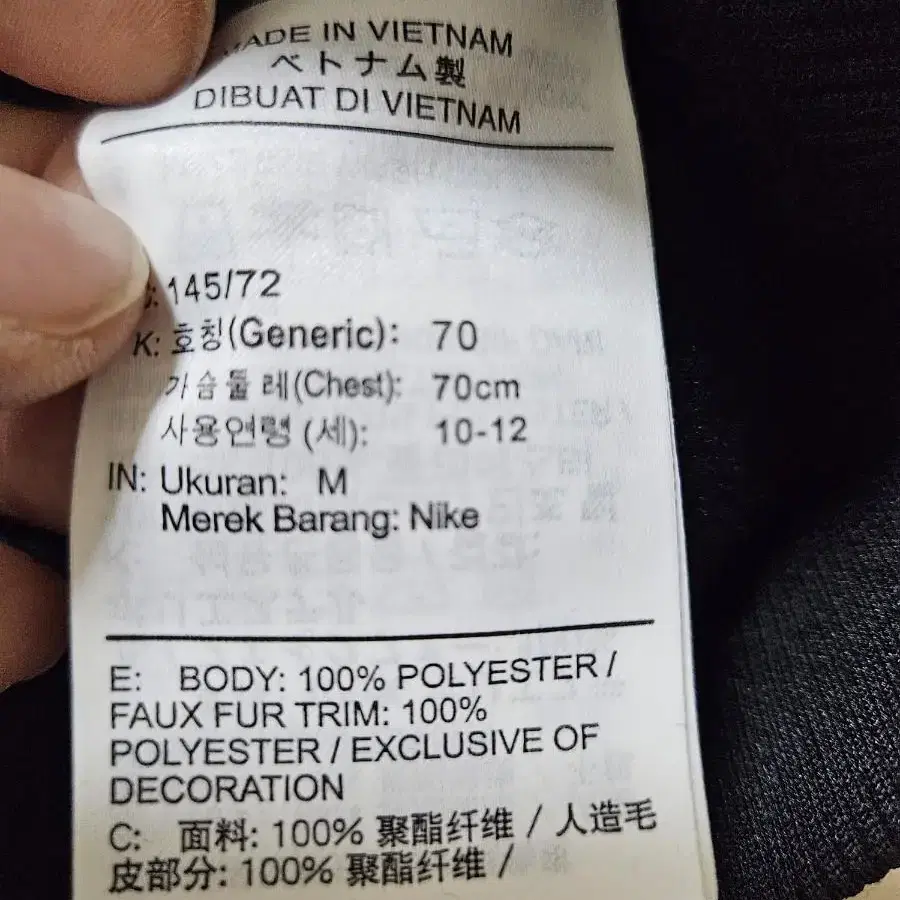 MADE IN VIETNAM
ベトナム製
DIBUAT DI VIETNAM
: 145/72
K: 호칭(Generic): 70
가슴둘레(Chest): 70cm
사용연령 (세): 10-12
IN: Ukuran: M
Merek Barang: Nike
E: BODY: 100% POLYESTER /
FAUX FUR TRIM: 100%
POLYESTER / EXCLUSIVE OF
DECORATION
C: 面料: 100% 聚酯纤维 / 人造毛
皮部分: 100% 聚酯纤维 /